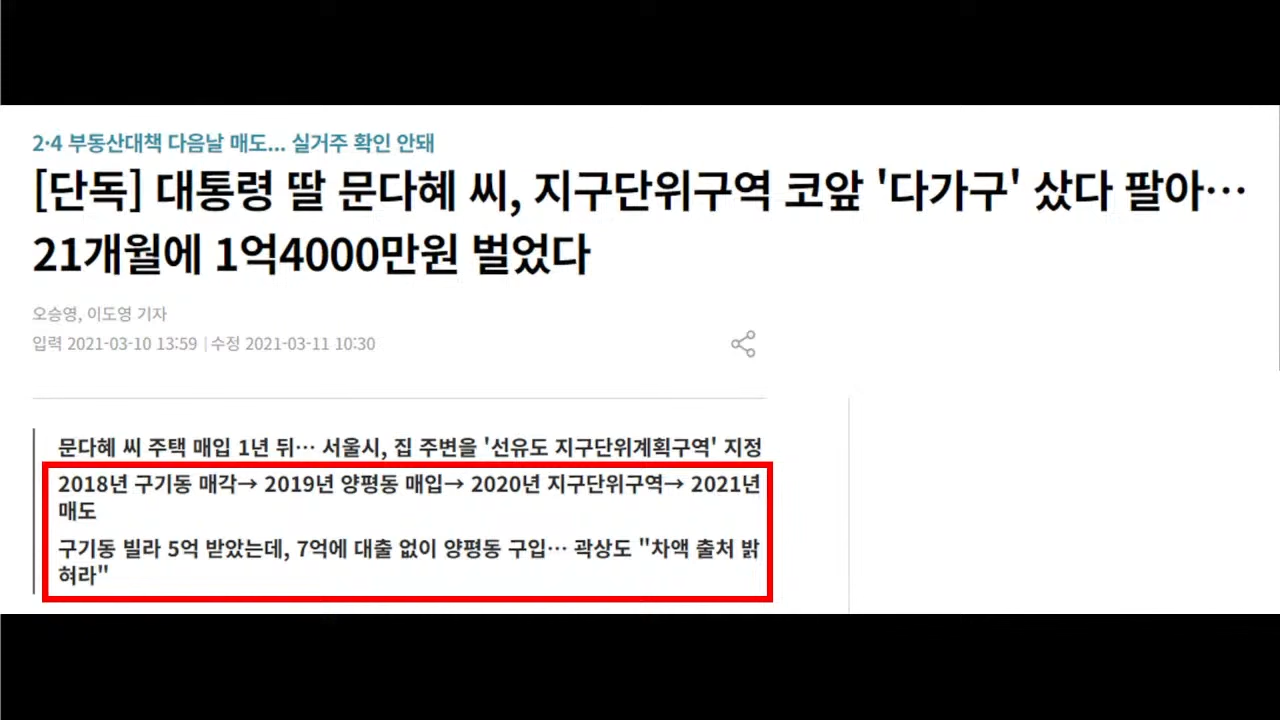 2·4 부동산대책 다음날 매도... 실거주 확인 안돼
[단독] 대통령 딸 문다혜 씨, 지구단위구역 코앞 '다가구' 샀다 팔아…
21개월에 1억4000만원 벌었다
오승영, 이도영 기자
입력 2021-03-10 13:59 | 수정 2021-03-11 10:30
문다혜 씨 주택 매입 1년 뒤… 서울시, 집 주변을 '선유도 지구단위계획구역' 지정
2018년 구기동 매각→ 2019년 양평동 매입→ 2020년 지구단위구역→ 2021년
매도
구기동 빌라 5억 받았는데, 7억에 대출 없이 양평동 구입… 곽상도 "차액 출처 밝
혀라"